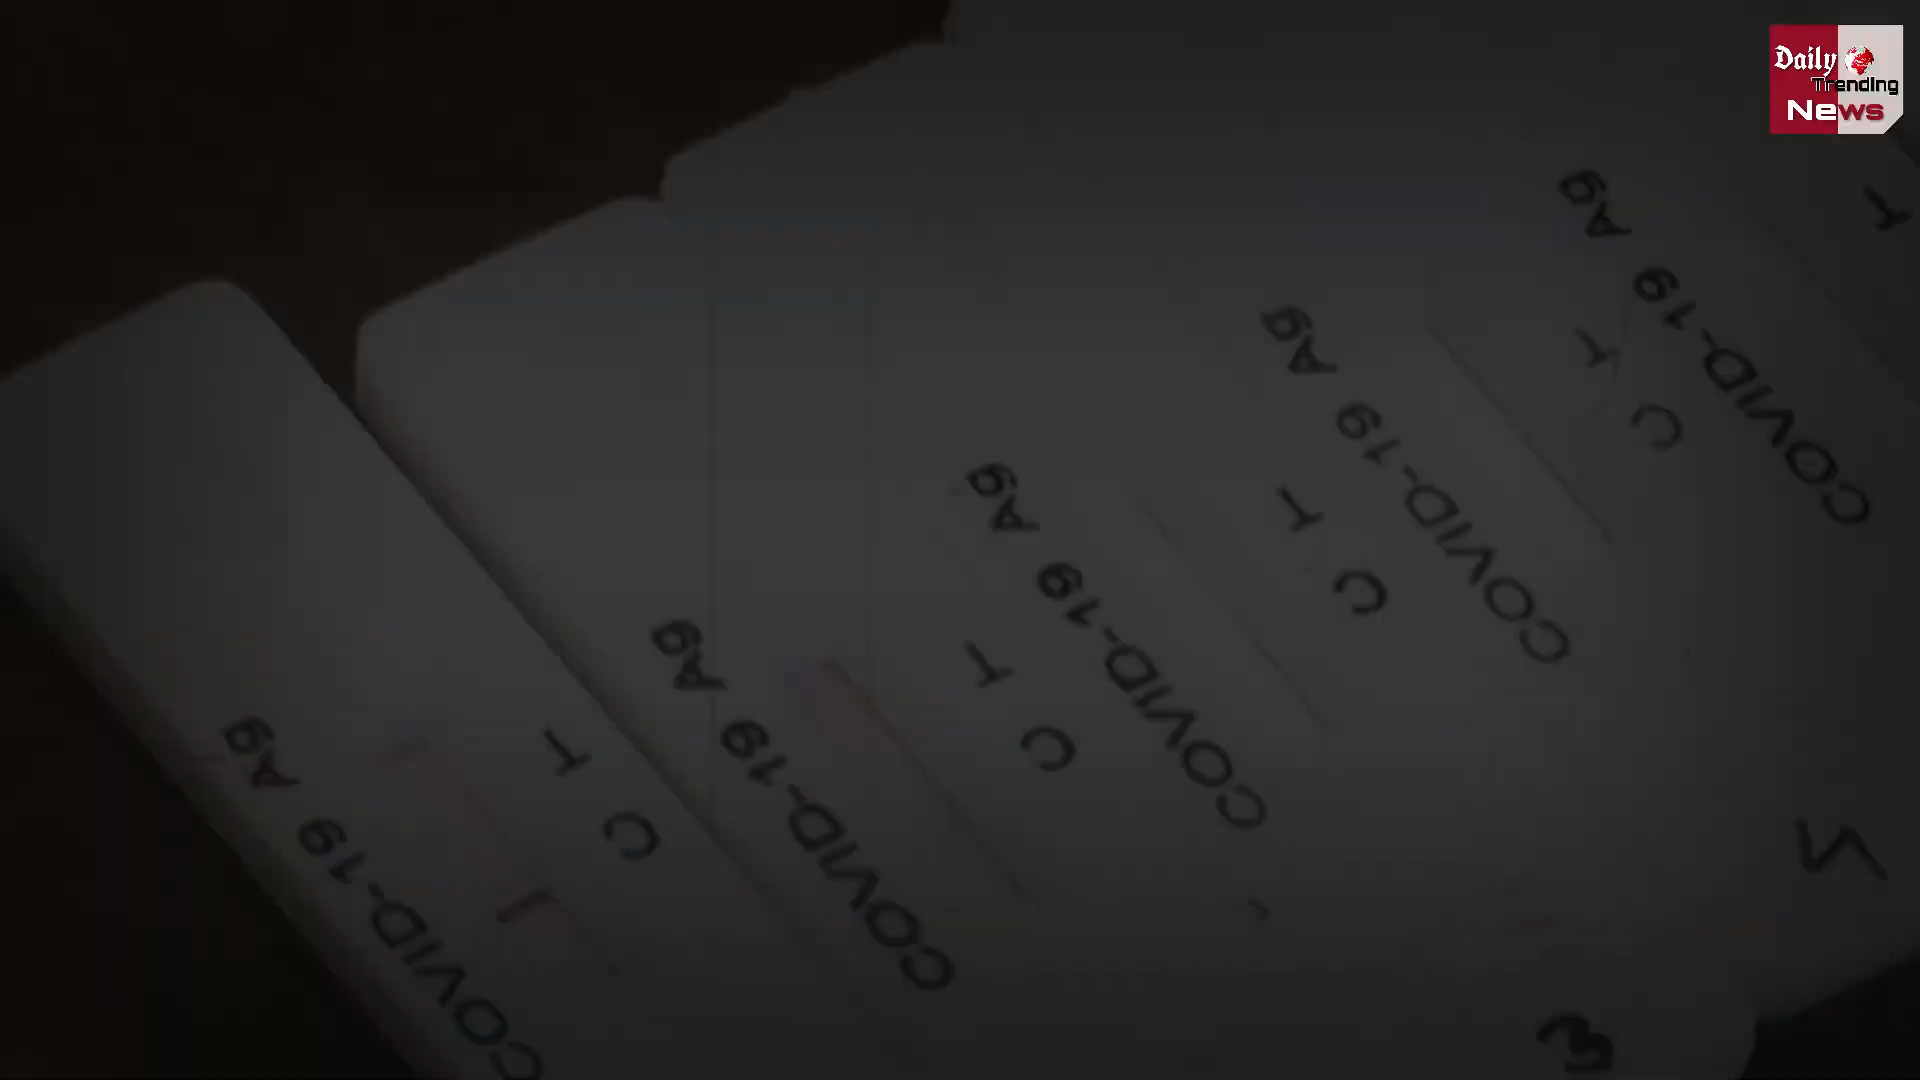 Daily
Trending
News
COVID-19 Ag
C T
COVID-19 Ag
COVID-19 Ag
C T
COVID-19 Ag
C T
COVID-19 Ag
C T
T